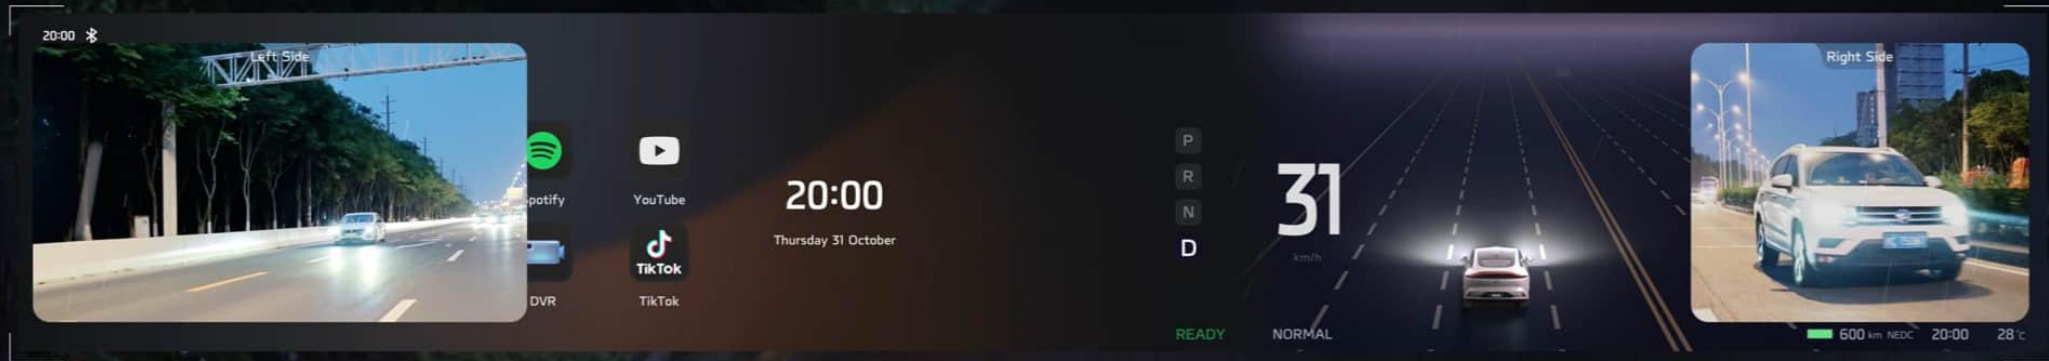 20:00
Left Side
potify
YouTube
DVR
TikTok
TikTok
20:00
Thursday 31 October
P
R
N
D
31
km/h
READY
NORMAL
Right Side
600 km NEDC 20:00 28°C